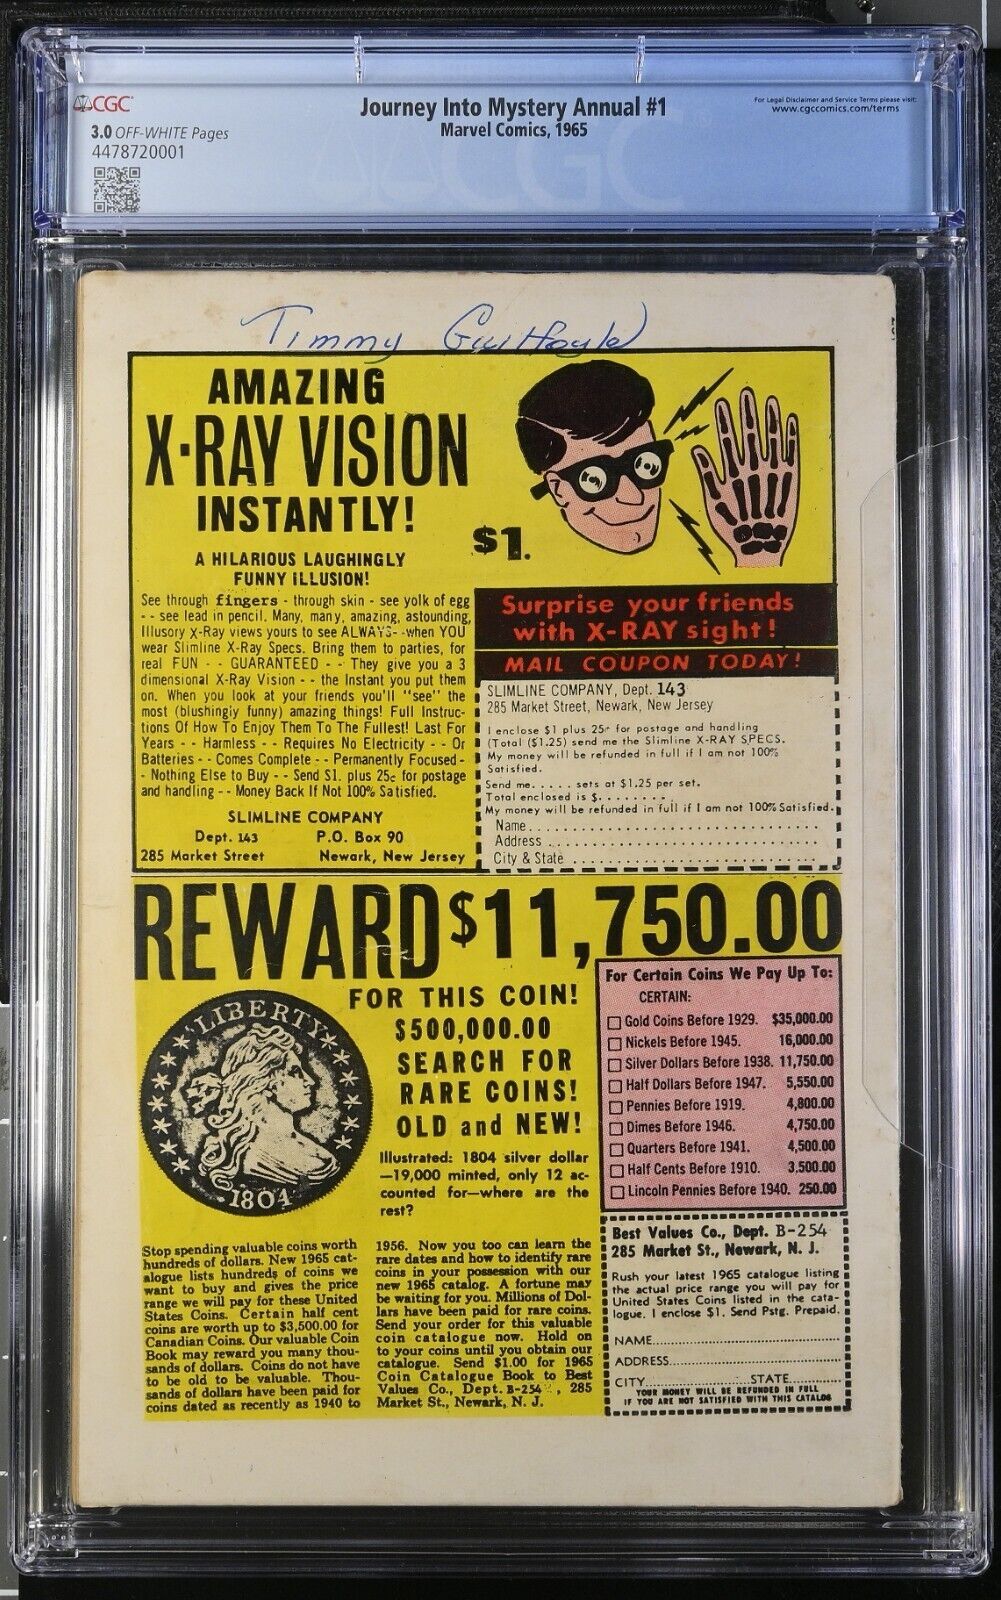 CGC
Journey Into Mystery Annual #1
Marvel Comics, 1965
For Legal Disclaimer and Service Terms please visit:
www.cgccomics.com/terms
3.0 OFF-WHITE Pages
4478720001
CGC
Timmy
AMAZING
X-RAY VISION
INSTANTLY!
$1.
A HILARIOUS LAUGHINGLY
FUNNY ILLUSION!
See through fingers - through skin - see yolk of egg
-- see lead in pencil. Many, many, amazing, astounding,
Illusory X-Ray views yours to see ALWAYS--when YOU
wear Slimline X-Ray Specs. Bring them to parties, for
real FUN -- GUARANTEED -- They give you a 3
dimensional X-Ray Vision -- the Instant you put them
on. When you look at your friends you'll "see" the
most (blushingly funny) amazing things! Full Instruc-
tions Of How To Enjoy Them To The Fullest! Last For
Years -- Harmless -- Requires No Electricity -- Or
Batteries -- Comes Complete -- Permanently Focused-
- Nothing Else to Buy -- Send $1. plus 25c for postage
and handling -- Money Back If Not 100% Satisfied.
SLIMLINE COMPANY
Dept. 143 P.O. Box 90
285 Market Street Newark, New Jersey
Surprise your friends
with X-RAY sight!
MAIL COUPON TODAY!
SLIMLINE COMPANY, Dept. 143
285 Market Street, Newark, New Jersey
I enclose $1 plus 25c for postage and handling
(Total ($1.25) send me the Slimline X-RAY SPECS.
My money will be refunded in full if I am not 100%
Satisfied.
Send me..... sets at $1.25 per set.
Total enclosed is $........
My money will be refunded in full if I am not 100% Satisfied.
Name
Address
City & State
REWARD $11,750.00
FOR THIS COIN!
$500,000.00
SEARCH FOR
RARE COINS!
OLD and NEW!
LIBERTY
1804
Illustrated: 1804 silver dollar
—19,000 minted, only 12 ac-
counted for—where are the
rest?
For Certain Coins We Pay Up To:
CERTAIN:
Gold Coins Before 1929. $35,000.00
Nickels Before 1945. 16,000.00
Silver Dollars Before 1938. 11,750.00
Half Dollars Before 1947. 5,550.00
Pennies Before 1919. 4,800.00
Dimes Before 1946. 4,750.00
Quarters Before 1941. 4,500.00
Half Cents Before 1910. 3,500.00
Lincoln Pennies Before 1940. 250.00
Stop spending valuable coins worth
hundreds of dollars. New 1965 cat-
alogue lists hundreds of coins we
want to buy and gives the price
range we will pay for these United
States Coins. Certain half cent
coins are worth up to $3,500.00 for
Canadian Coins. Our valuable Coin
Book may reward you many thou-
sands of dollars. Coins do not have
to be old to be valuable. Thou-
sands of dollars have been paid for
coins dated as recently as 1940 to
1956. Now you too can learn the
rare dates and how to identify rare
coins in your possession with our
new 1965 catalog. A fortune may
be waiting for you. Millions of Dol-
lars have been paid for rare coins.
Send your order for this valuable
coin catalogue now. Hold on
to your coins until you obtain our
catalogue. Send $1.00 for 1965
Coin Catalogue Book to Best
Values Co., Dept. B-254, 285
Market St., Newark, N. J.
Best Values Co., Dept. B-254
285 Market St., Newark, N. J.
Rush your latest 1965 catalogue listing
the actual price range you will pay for
United States Coins listed in the cata-
logue. I enclose $1. Send Pstg. Prepaid.
NAME
ADDRESS
CITY STATE
YOUR MONEY WILL BE REFUNDED IN FULL
IF YOU ARE NOT SATISFIED WITH THIS CATALOG